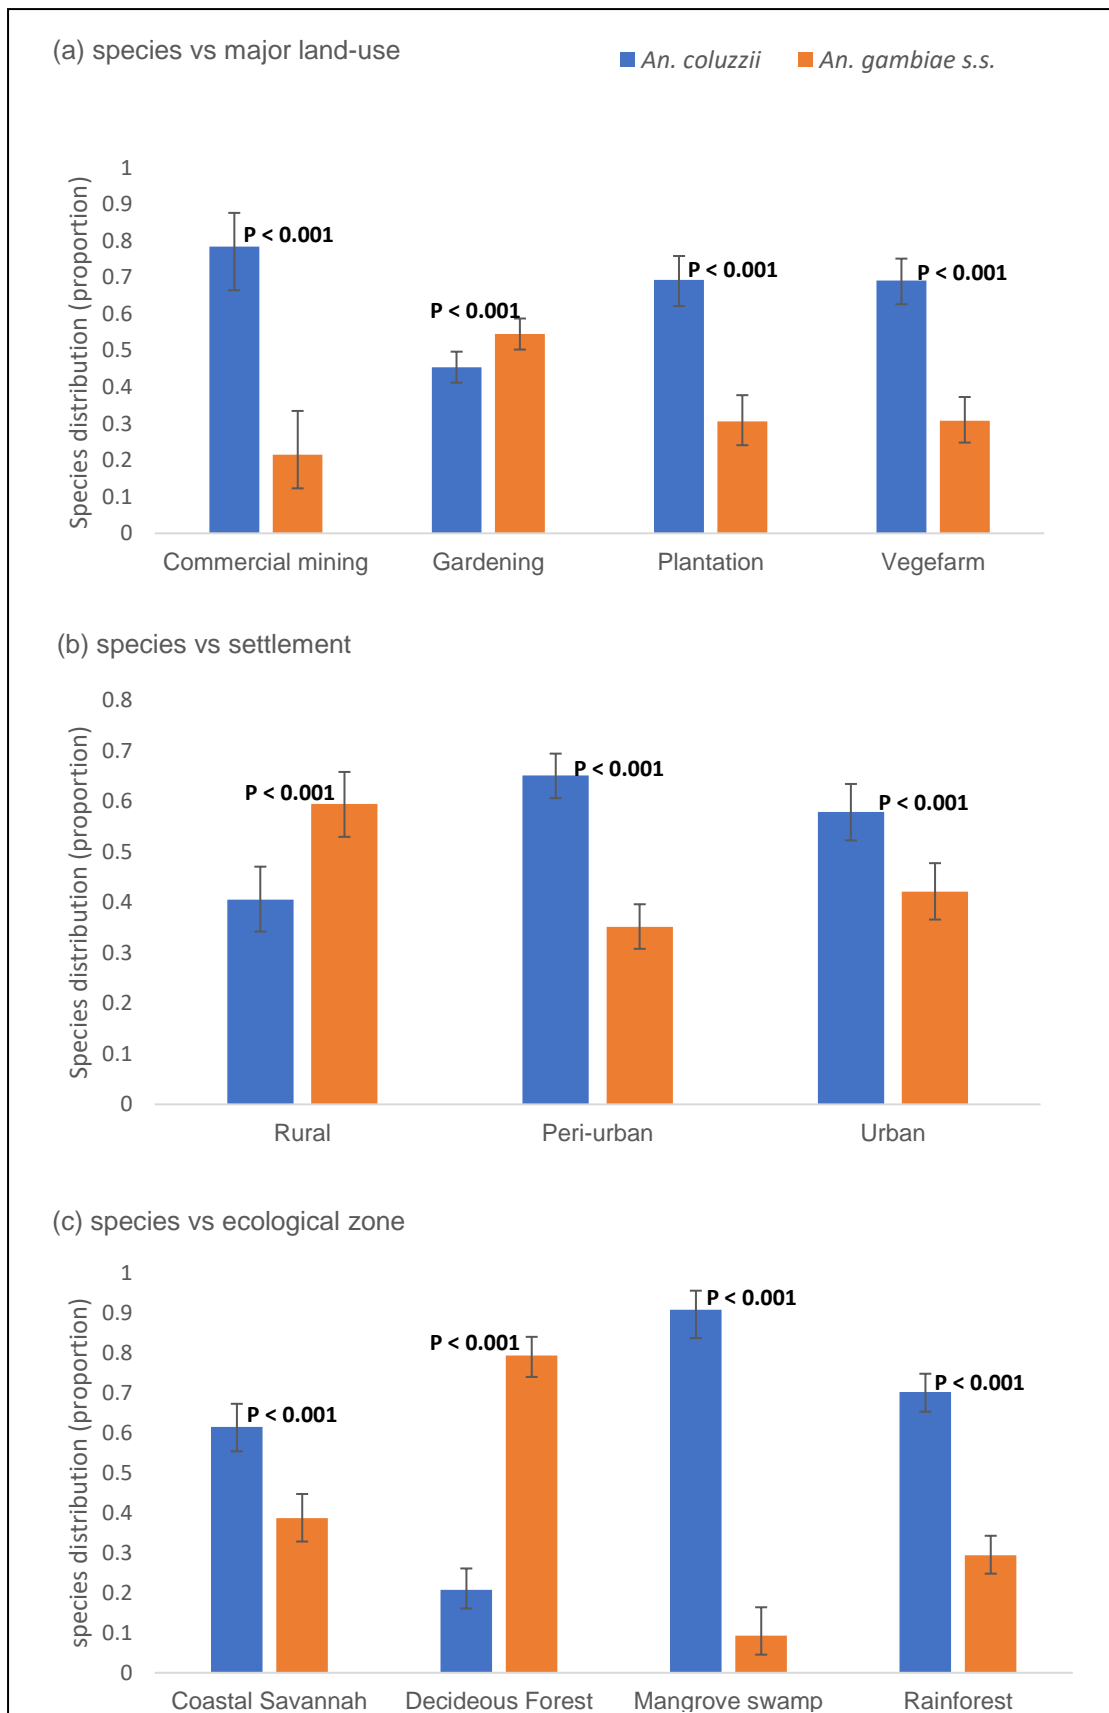 (a) species vs major land-use
An. coluzzii An. gambiae s.s.
Species distribution (proportion)
1
0.9
0.8
0.7
0.6
0.5
0.4
0.3
0.2
0.1
0
P < 0.001
P < 0.001
P < 0.001
P < 0.001
Commercial mining Gardening Plantation Vegefarm
(b) species vs settlement
Species distribution (proportion)
0.8
0.7
0.6
0.5
0.4
0.3
0.2
0.1
0
P < 0.001
P < 0.001
P < 0.001
Rural Peri-urban Urban
(c) species vs ecological zone
species distribution (proportion)
1
0.9
0.8
0.7
0.6
0.5
0.4
0.3
0.2
0.1
0
P < 0.001
P < 0.001
P < 0.001
P < 0.001
Coastal Savannah Decideous Forest Mangrove swamp Rainforest